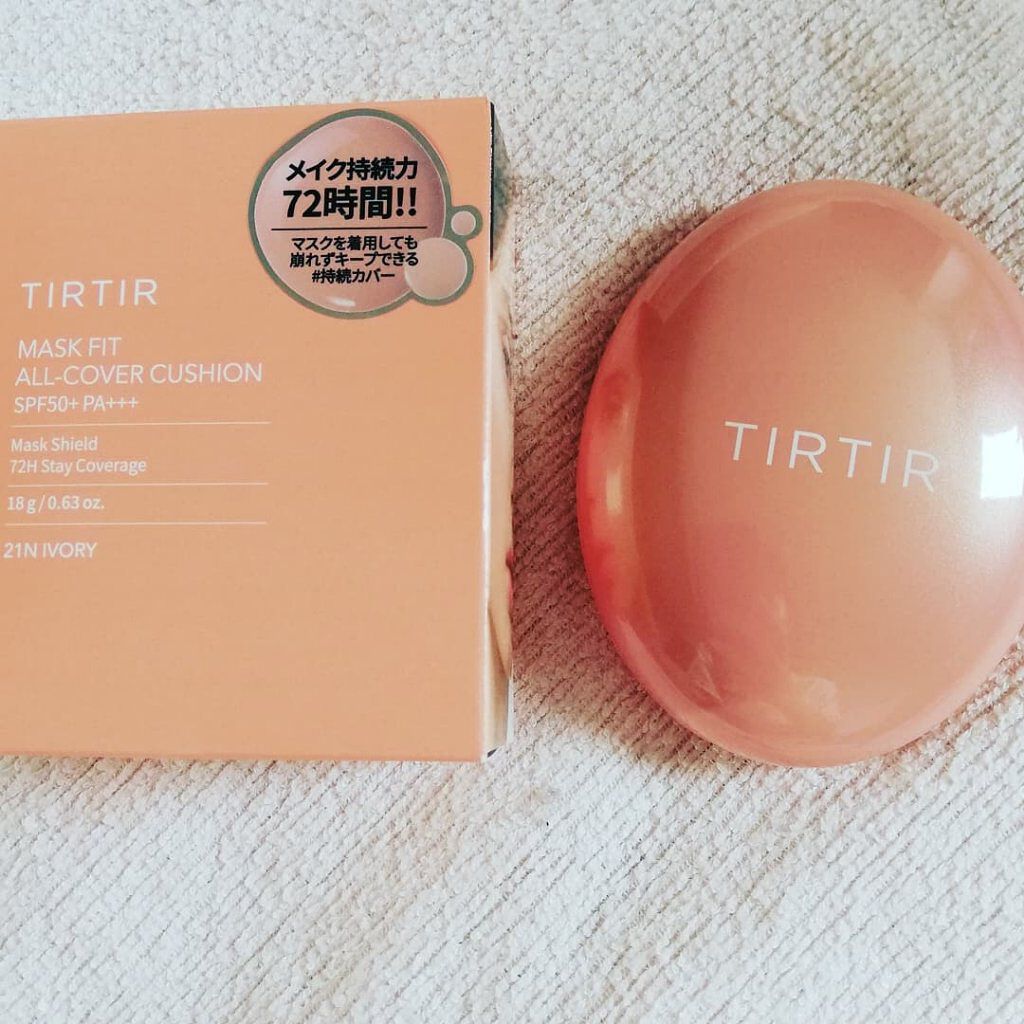 メイク持続力
72時間!!
マスクを着用しても
崩れずキープできる
#持続カバー
TIRTIR
MASK FIT
ALL-COVER CUSHION
SPF50+ PA+++
Mask Shield
72H Stay Coverage
18 g / 0.63 oz.
21N IVORY
TIRTIR